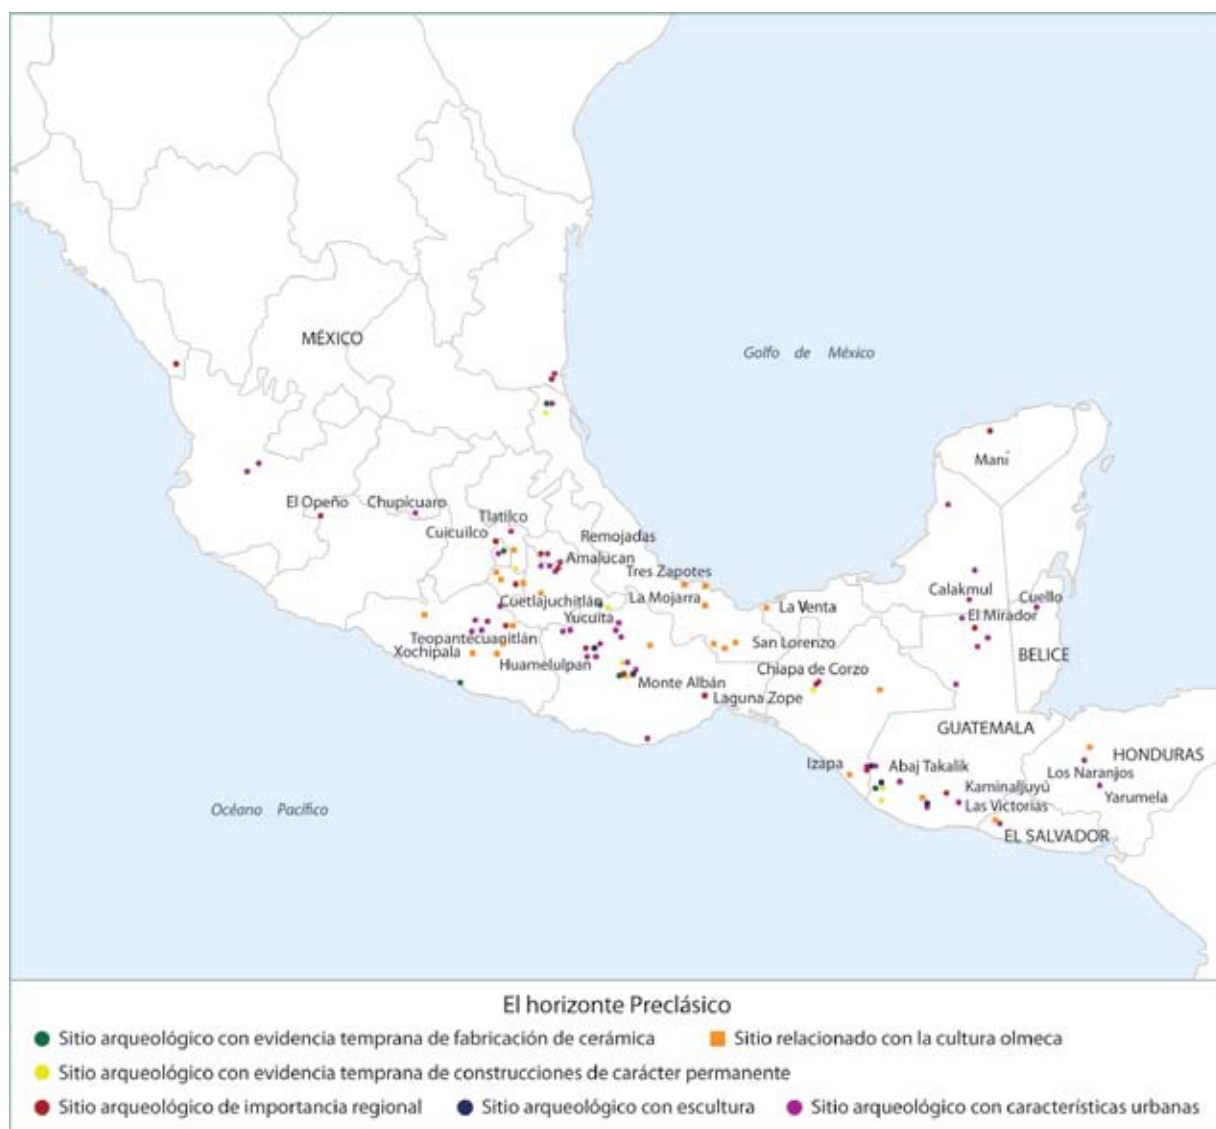 MÉXICO
Golfo de México
Maní
El Opeño
Chupicuaro
Tlatilco
Cuicuilco
Remojadas
Amalucan
Tres Zapotes
Calakmul
Cuello
Cuetlajuchitlán
La Mojarra
La Venta
El Mirador
Yucuita
Teopantecuagitlán
San Lorenzo
BELICE
Xochipala
Huamelulpan
Chiapa de Corzo
Monte Albán
Laguna Zope
GUATEMALA
HONDURAS
Izapa
Abaj Takalik
Los Naranjos
Kaminaljuyú
Yarumela
Las Victorias
Océano Pacífico
EL SALVADOR
El horizonte Preclásico
Sitio arqueológico con evidencia temprana de fabricación de cerámica
Sitio relacionado con la cultura olmeca
Sitio arqueológico con evidencia temprana de construcciones de carácter permanente
Sitio arqueológico de importancia regional
Sitio arqueológico con escultura
Sitio arqueológico con características urbanas